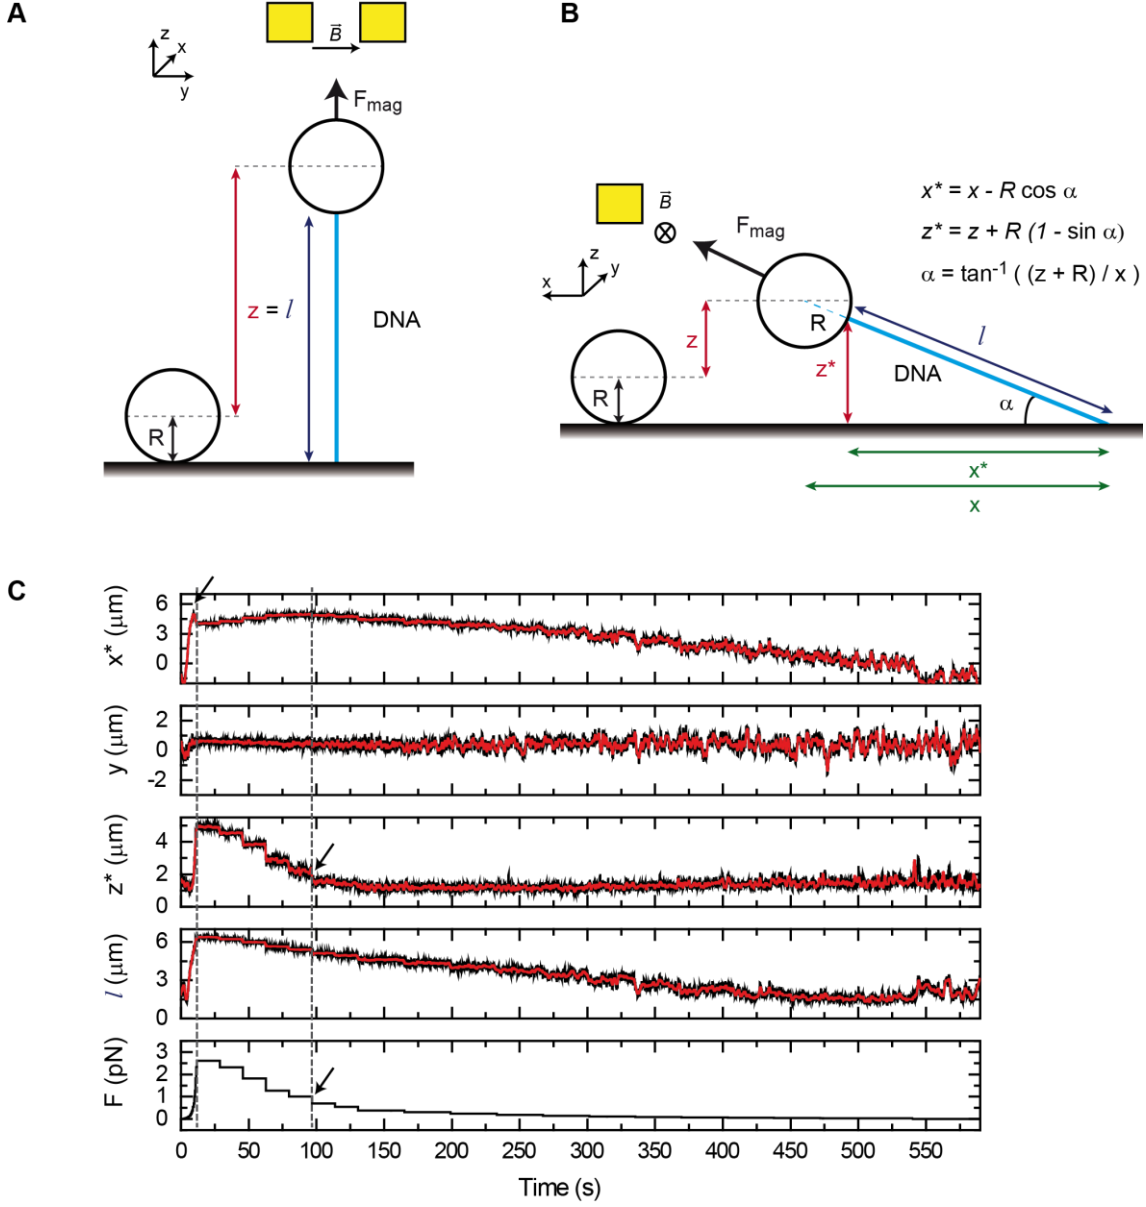 A
B⃗
z
x
y
F_mag
z = l
DNA
R
B
B⃗
F_mag
z
y
x
x* = x - R cos α
z* = z + R (1 - sin α)
α = tan⁻¹ ( (z + R) / x )
R
z
R
z*
DNA
l
α
x*
x
C
x* (μm)
6
3
0
y (μm)
2
0
-2
z* (μm)
4
2
0
l (μm)
6
3
0
F (pN)
3
2
1
0
0 50 100 150 200 250 300 350 400 450 500 550
Time (s)